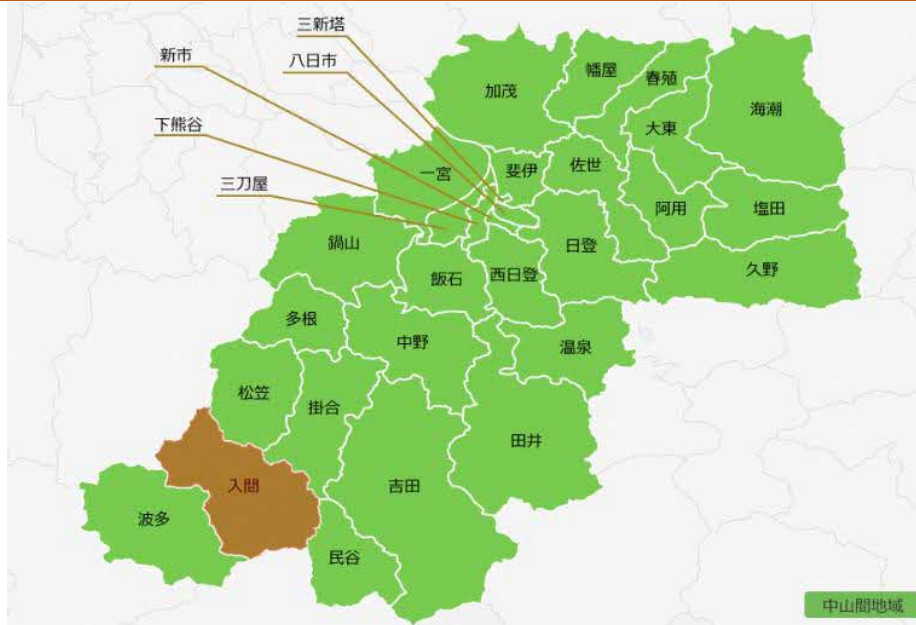 三新塔
新市
八日市
下熊谷
三刀屋
加茂
幡屋
春殖
海潮
大東
一宮
斐伊
佐世
阿用
塩田
鍋山
日登
久野
飯石
西日登
多根
中野
温泉
松笠
掛合
田井
入間
吉田
波多
民谷
中山間地域